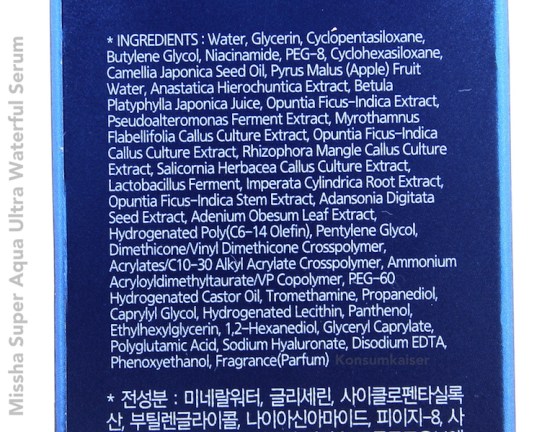 Missha Super Aqua Ultra Waterful Serum
* INGREDIENTS : Water, Glycerin, Cyclopentasiloxane,
Butylene Glycol, Niacinamide, PEG-8, Cyclohexasiloxane,
Camellia Japonica Seed Oil, Pyrus Malus (Apple) Fruit
Water, Anastatica Hierochuntica Extract, Betula
Platyphylla Japonica Juice, Opuntia Ficus-Indica Extract,
Pseudoalteromonas Ferment Extract, Myrothamnus
Flabellifolia Callus Culture Extract, Opuntia Ficus-Indica
Callus Culture Extract, Rhizophora Mangle Callus Culture
Extract, Salicornia Herbacea Callus Culture Extract,
Lactobacillus Ferment, Imperata Cylindrica Root Extract,
Opuntia Ficus-Indica Stem Extract, Adansonia Digitata
Seed Extract, Adenium Obesum Leaf Extract,
Hydrogenated Poly(C6-14 Olefin), Pentylene Glycol,
Dimethicone/Vinyl Dimethicone Crosspolymer,
Acrylates/C10-30 Alkyl Acrylate Crosspolymer, Ammonium
Acryloyldimethyltaurate/VP Copolymer, PEG-60
Hydrogenated Castor Oil, Tromethamine, Propanediol,
Caprylyl Glycol, Hydrogenated Lecithin, Panthenol,
Ethylhexylglycerin, 1,2-Hexanediol, Glyceryl Caprylate,
Polyglutamic Acid, Sodium Hyaluronate, Disodium EDTA,
Phenoxyethanol, Fragrance(Parfum) Konsumkaiser
* 전성분 : 미네랄워터, 글리세린, 사이클로펜타실록
산, 부틸렌글라이콜, 나이아신아마이드, 피이지-8, 사